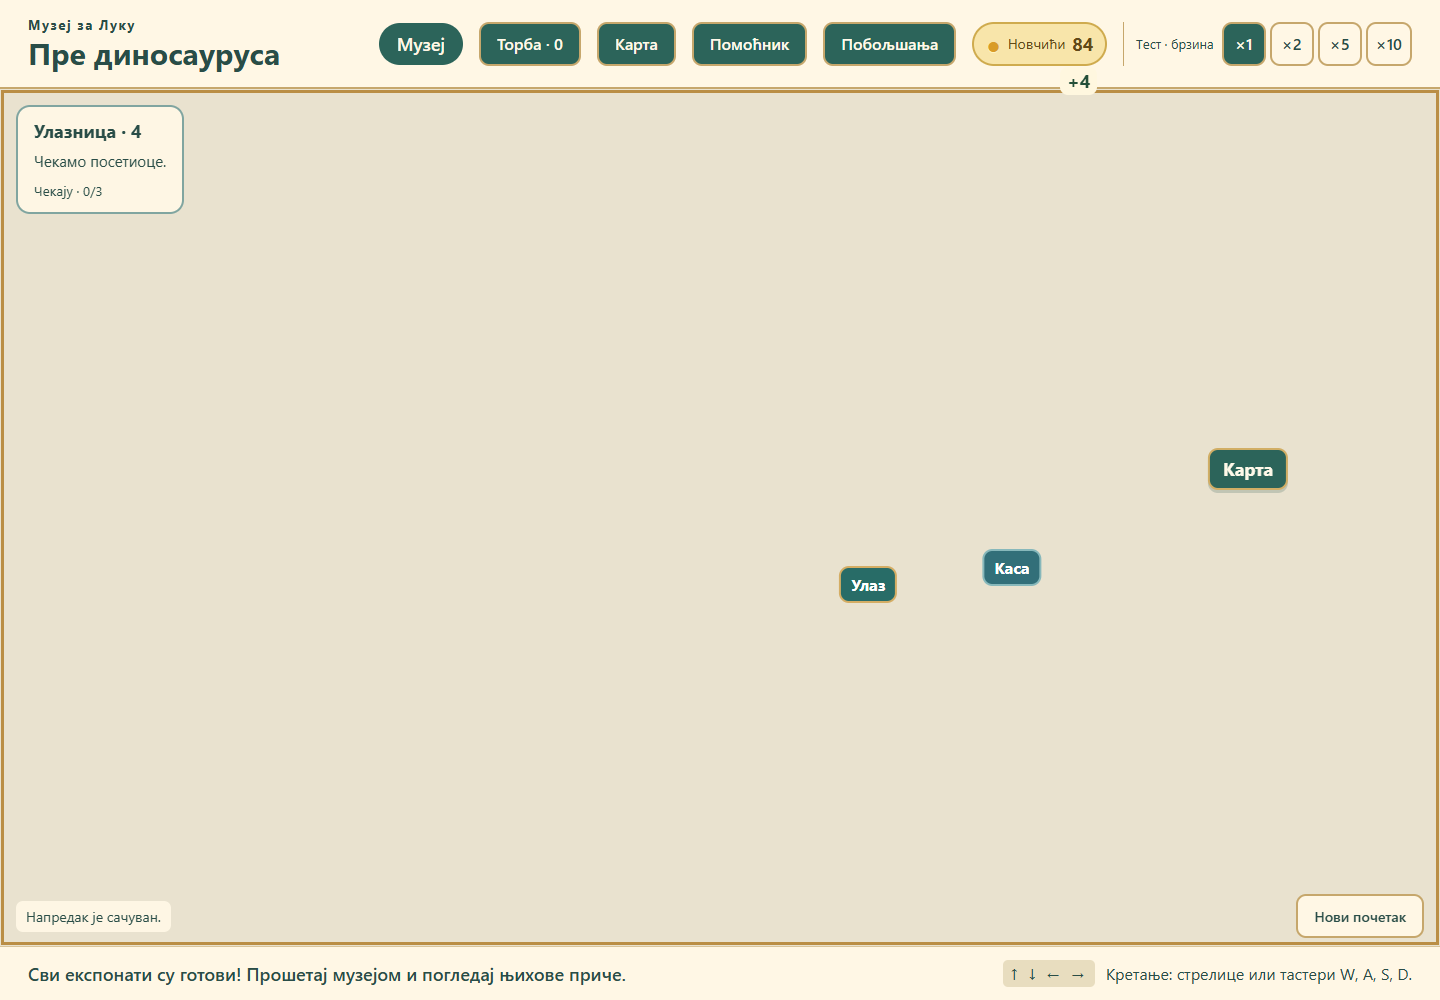 Музеј за Луку
Пре диносауруса
Музеј
Торба · 0
Карта
Помоћник
Побољшања
Новчићи 84
Тест · брзина
×1
×2
×5
×10
+4
Улазница · 4
Чекамо посетиоце.
Чекају · 0/3
Карта
Каса
Улаз
Напредак је сачуван.
Нови почетак
Сви експонати су готови! Прошетај музејом и погледај њихове приче.
↑ ↓ ← → Кретање: стрелице или тастери W, A, S, D.